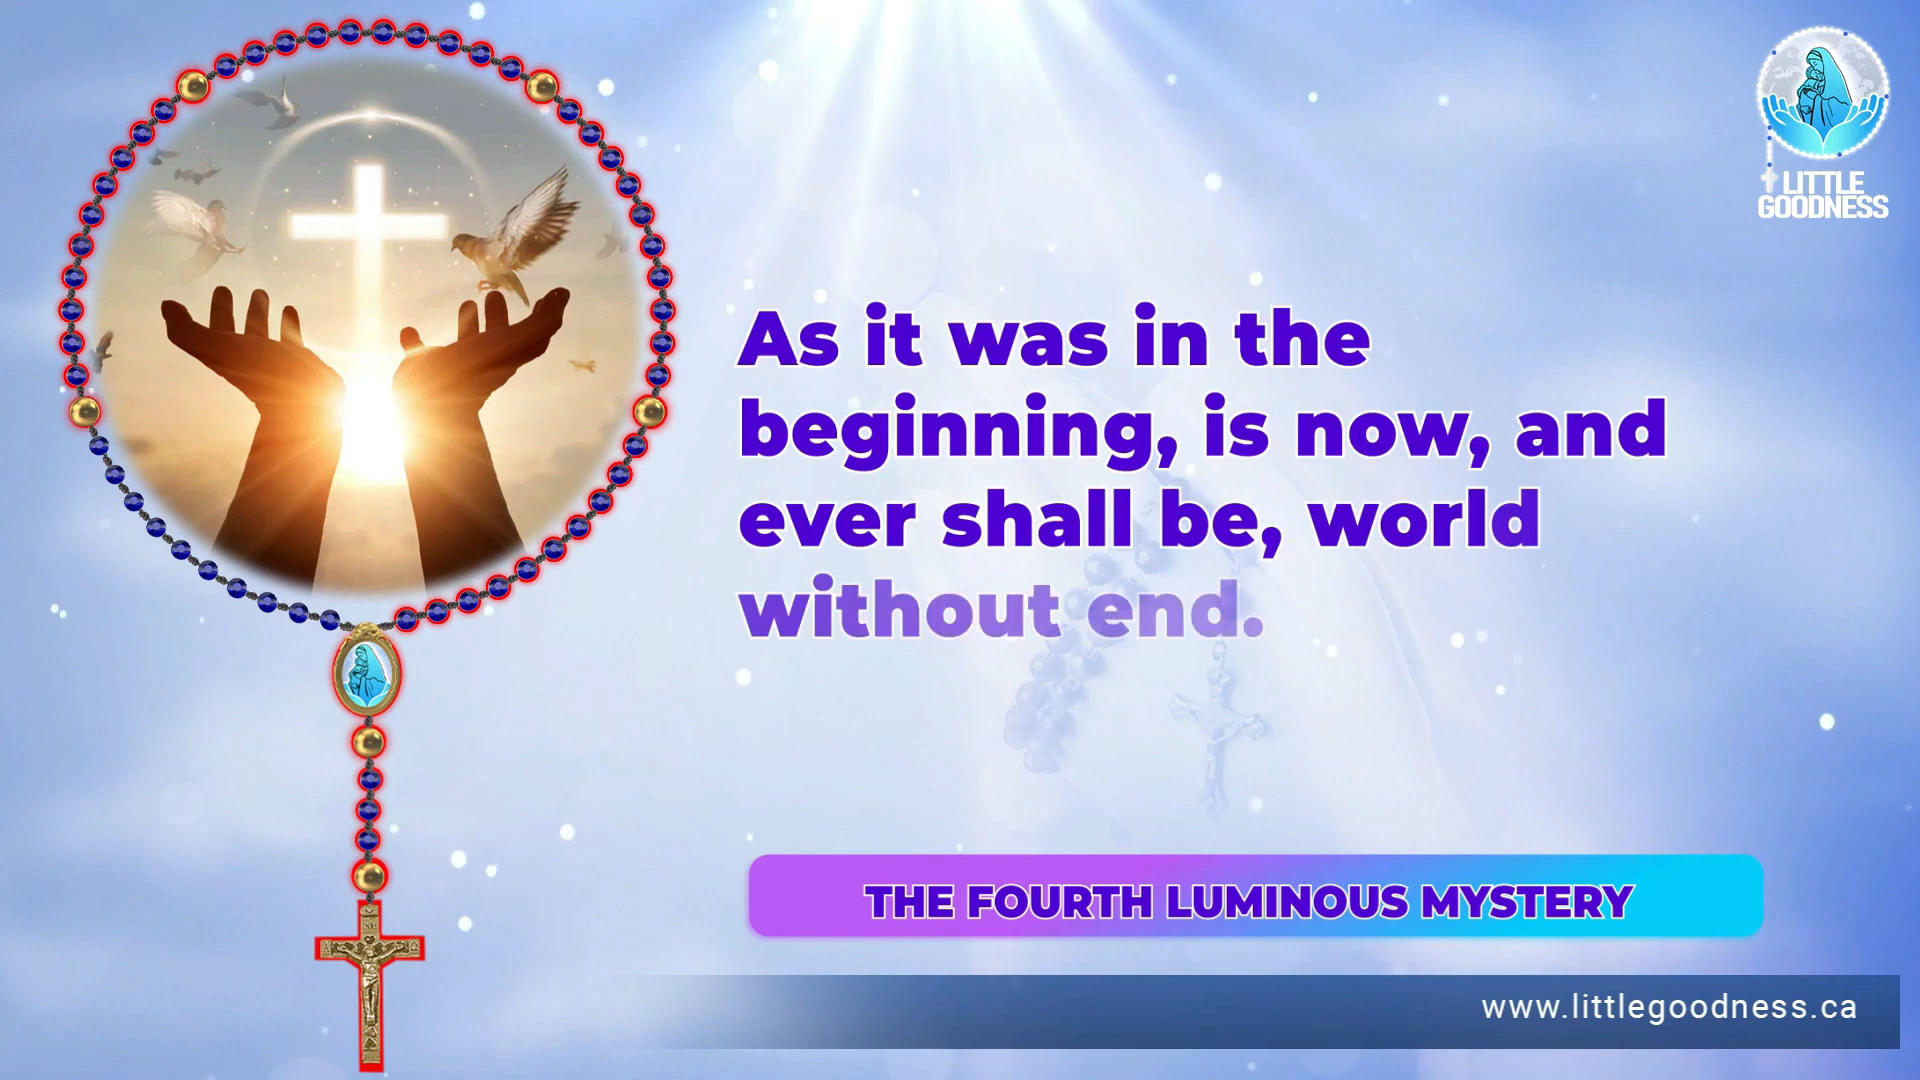 LITTLE
GOODNESS
As it was in the
beginning, is now, and
ever shall be, world
without end.
THE FOURTH LUMINOUS MYSTERY
www.littlegoodness.ca